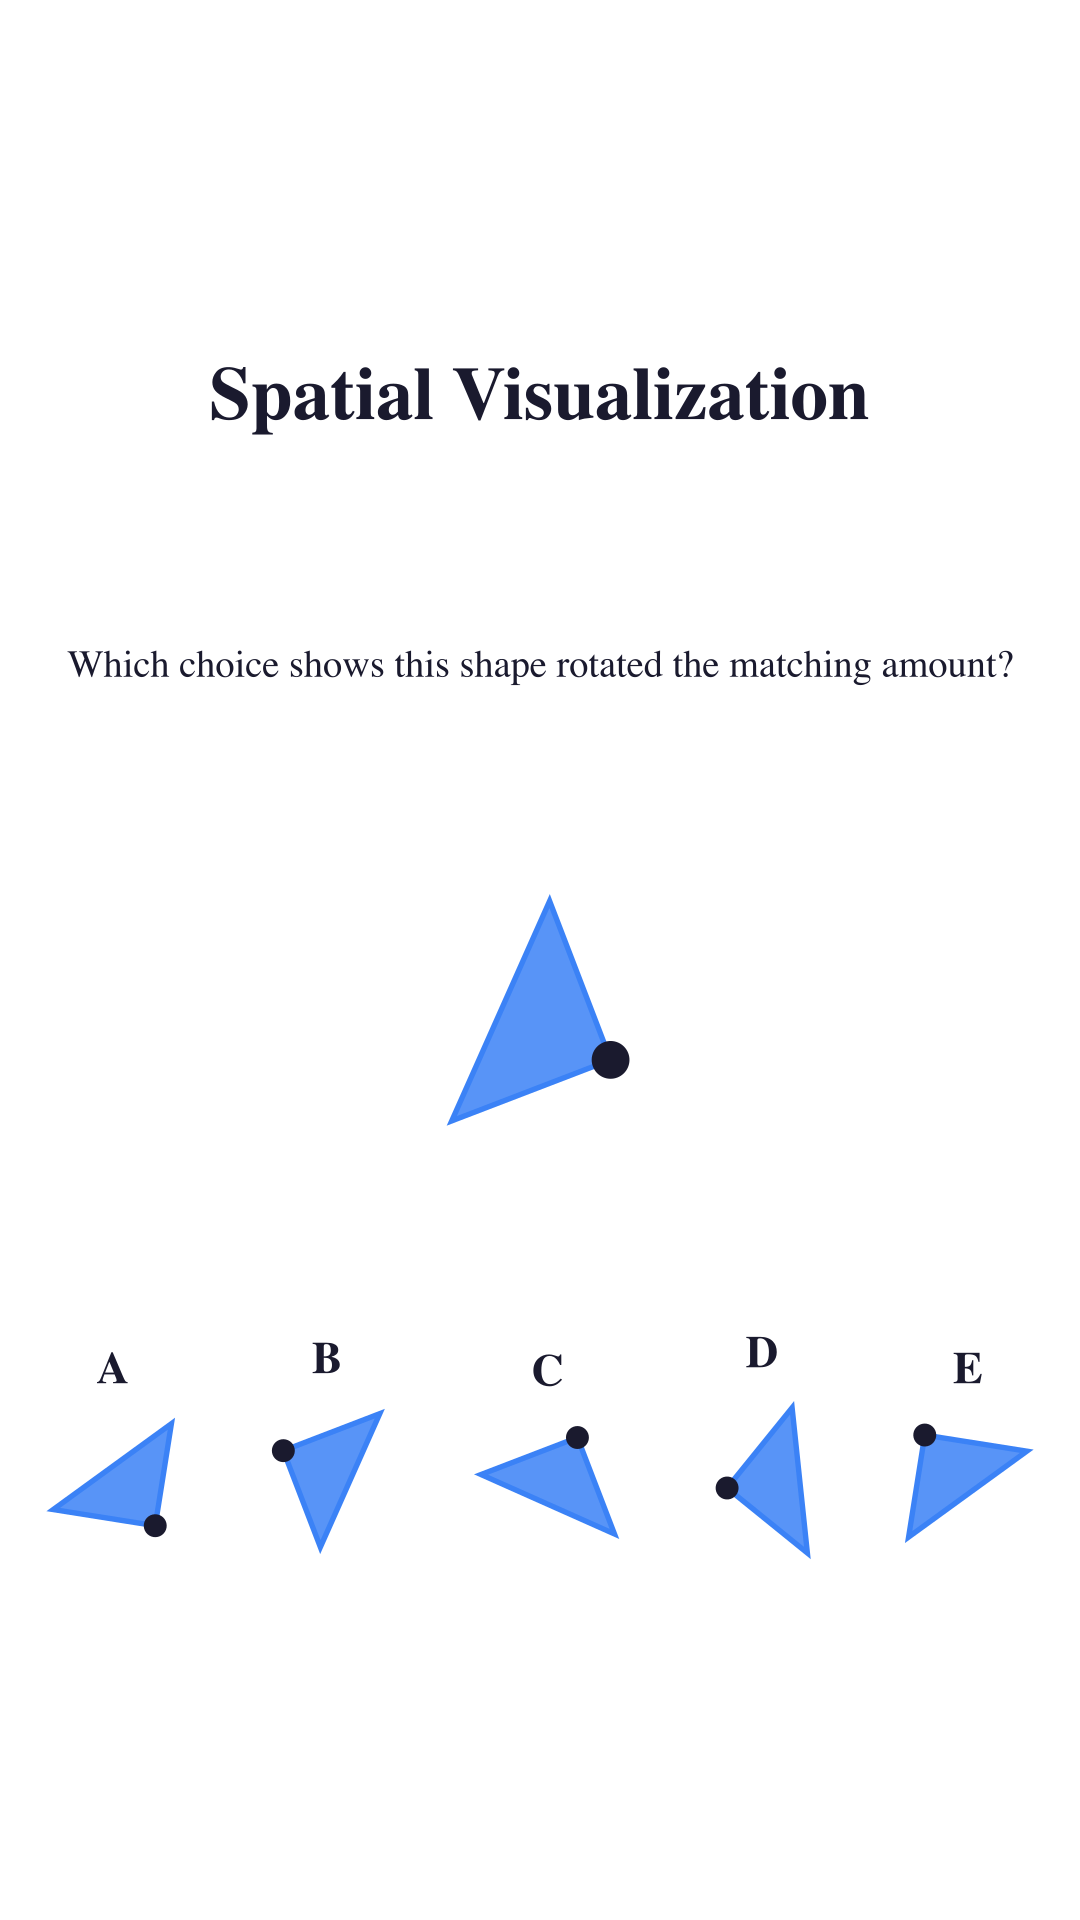 Spatial Visualization
Which choice shows this shape rotated the matching amount?
A
B
C
D
E